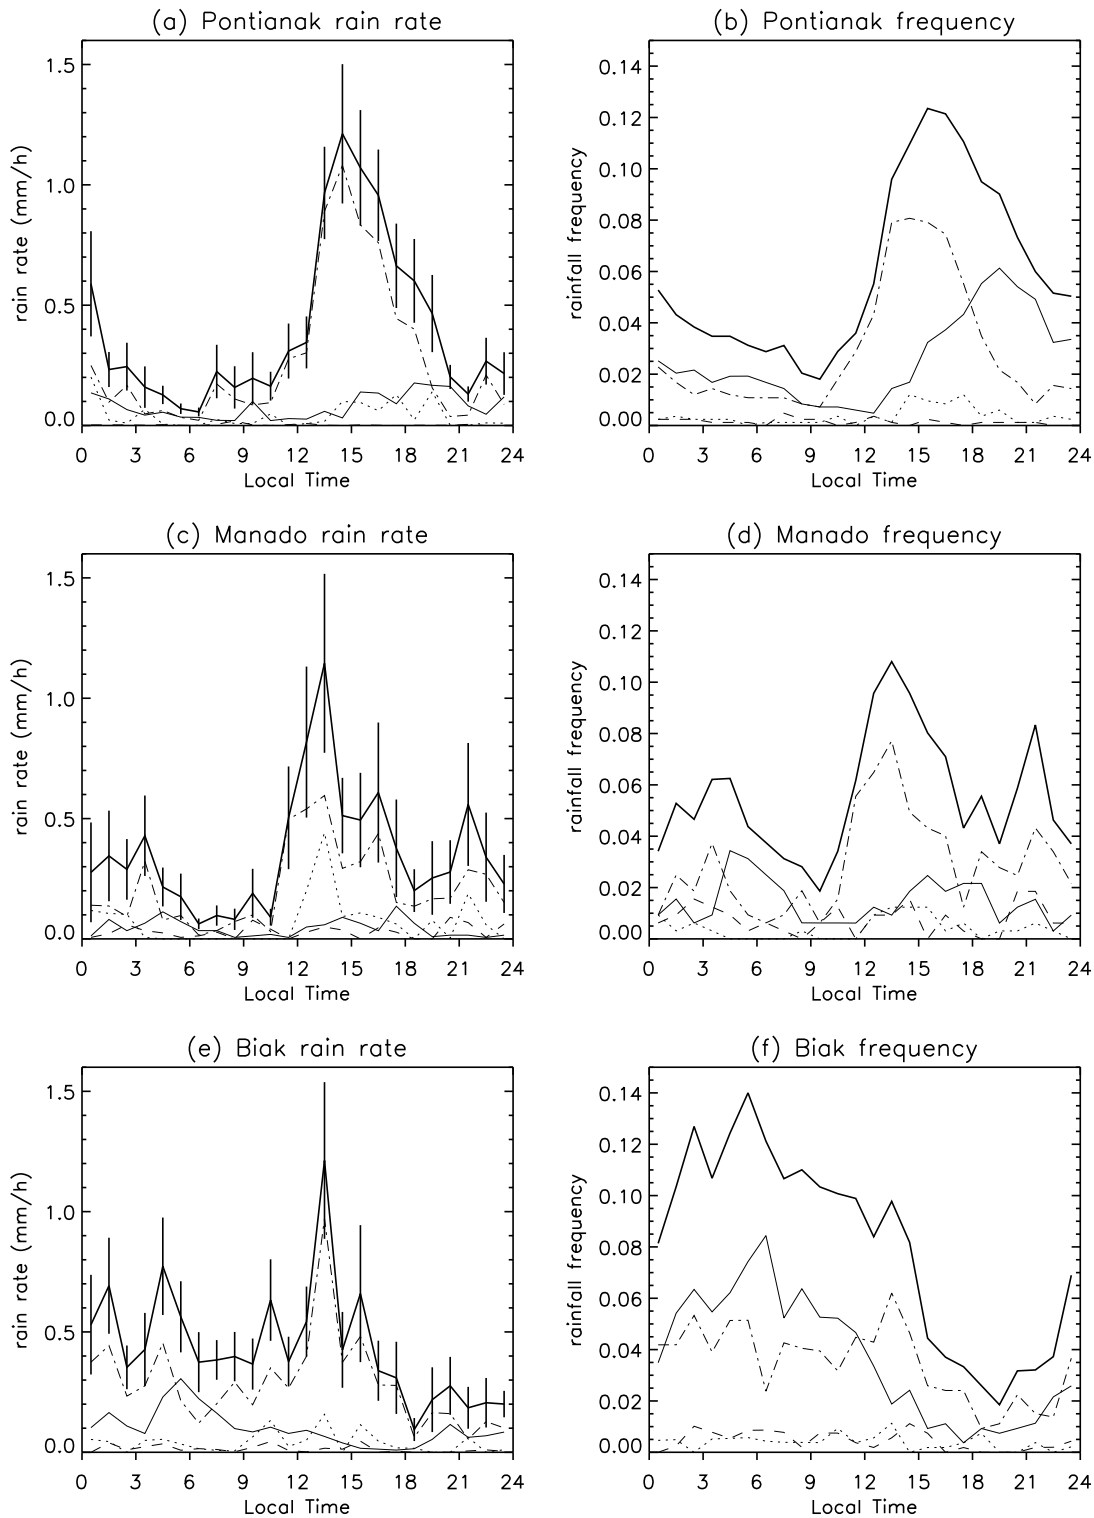 (a) Pontianak rain rate
(b) Pontianak frequency
rain rate (mm/h)
1.5
1.0
0.5
0.0
0 3 6 9 12 15 18 21 24
Local Time
rainfall frequency
0.14
0.12
0.10
0.08
0.06
0.04
0.02
0.00
0 3 6 9 12 15 18 21 24
Local Time
(c) Manado rain rate
(d) Manado frequency
rain rate (mm/h)
1.5
1.0
0.5
0.0
0 3 6 9 12 15 18 21 24
Local Time
rainfall frequency
0.14
0.12
0.10
0.08
0.06
0.04
0.02
0.00
0 3 6 9 12 15 18 21 24
Local Time
(e) Biak rain rate
(f) Biak frequency
rain rate (mm/h)
1.5
1.0
0.5
0.0
0 3 6 9 12 15 18 21 24
Local Time
rainfall frequency
0.14
0.12
0.10
0.08
0.06
0.04
0.02
0.00
0 3 6 9 12 15 18 21 24
Local Time